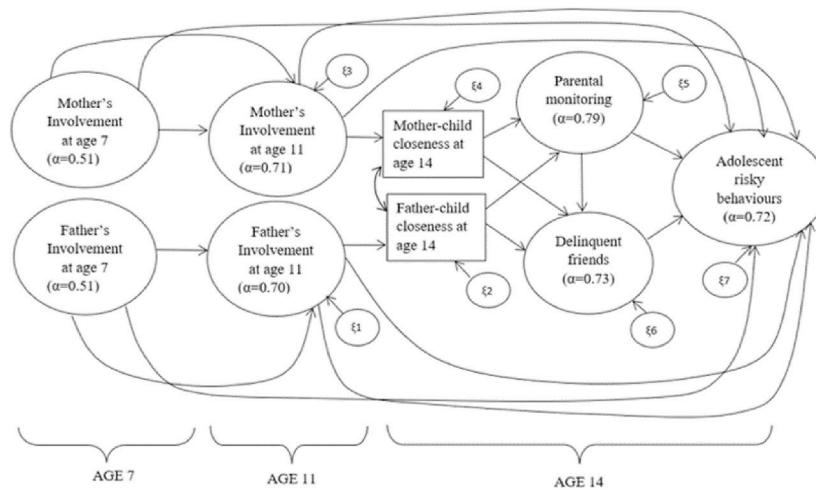 Mother's
Involvement
at age 7
(α=0.51)
Mother's
Involvement
at age 11
(α=0.71)
ξ3
ξ4
Mother-child
closeness at
age 14
Parental
monitoring
(α=0.79)
ξ5
Adolescent
risky
behaviours
(α=0.72)
Father's
Involvement
at age 7
(α=0.51)
Father's
Involvement
at age 11
(α=0.70)
ξ1
Father-child
closeness at
age 14
ξ2
Delinquent
friends
(α=0.73)
ξ6
ξ7
AGE 7
AGE 11
AGE 14